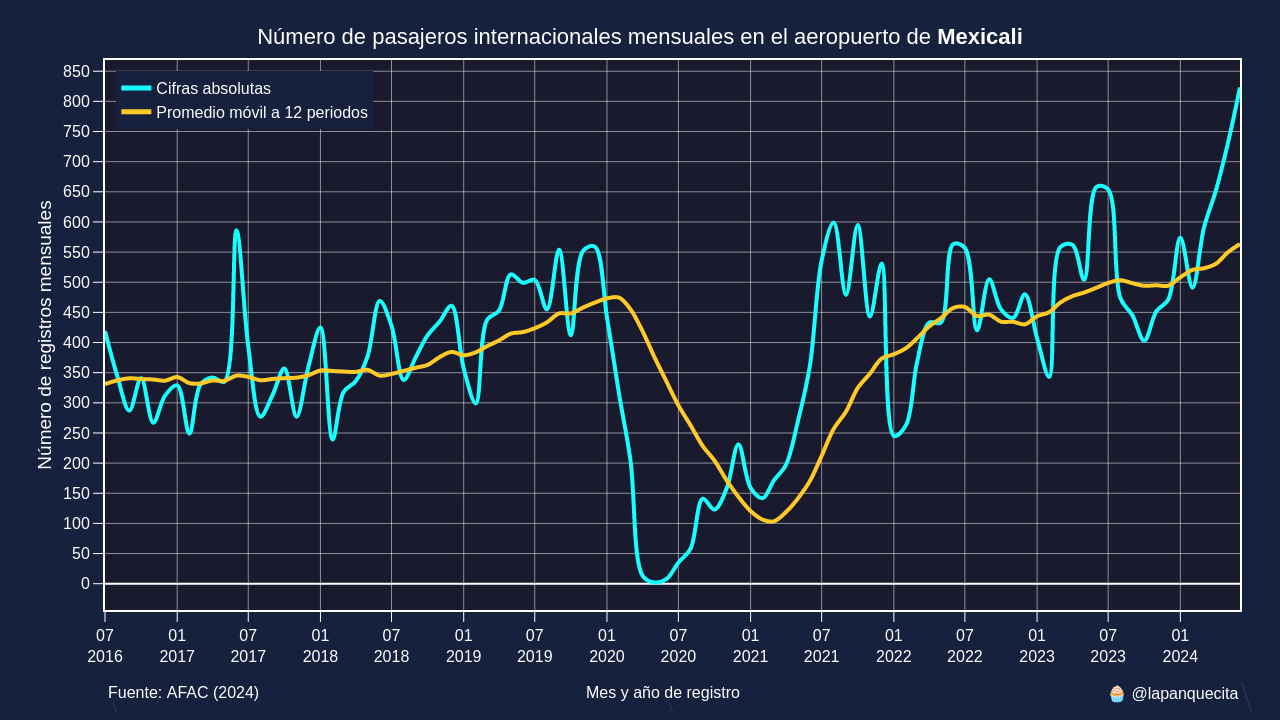 Número de pasajeros internacionales mensuales en el aeropuerto de Mexicali
Cifras absolutas
Promedio móvil a 12 periodos
Número de registros mensuales
850
800
750
700
650
600
550
500
450
400
350
300
250
200
150
100
50
0
07 01 07 01 07 01 07 01 07 01 07 01 07 01 07 01
2016 2017 2017 2018 2018 2019 2019 2020 2020 2021 2021 2022 2022 2023 2023 2024
Fuente: AFAC (2024) Mes y año de registro 🧁 @lapanquecita